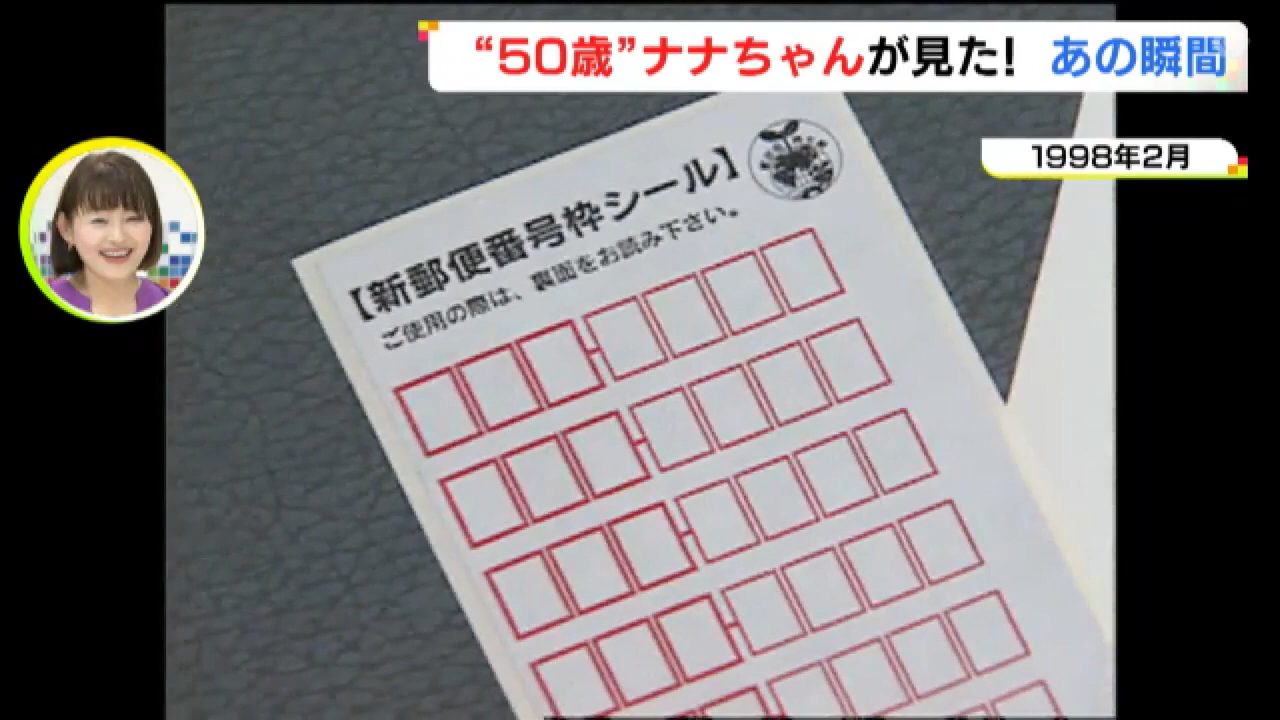 “50歳”ナナちゃんが見た! あの瞬間
1998年2月
【新郵便番号枠シール】
ご使用の際は、裏面をお読み下さい。